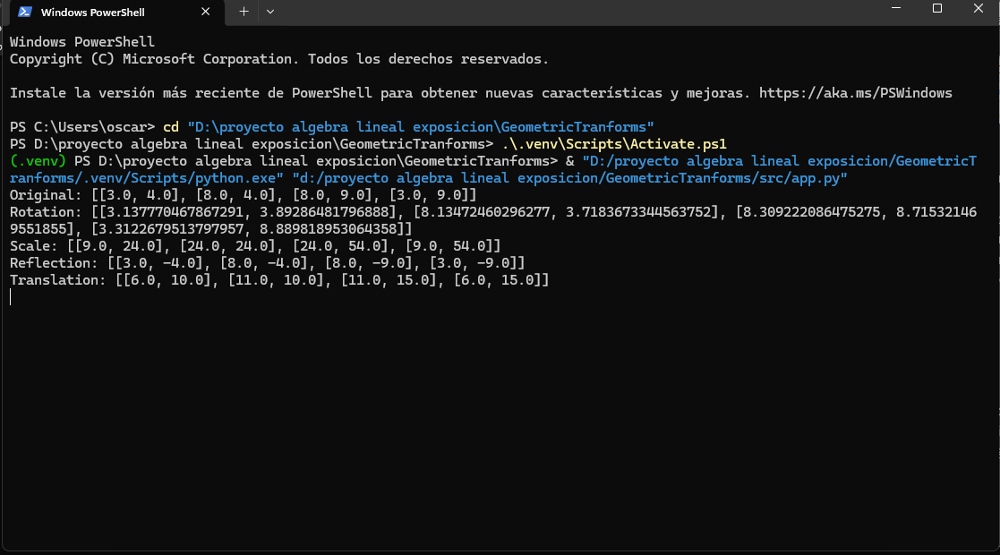 Windows PowerShell
Windows PowerShell
Copyright (C) Microsoft Corporation. Todos los derechos reservados.
Instale la versión más reciente de PowerShell para obtener nuevas características y mejoras. https://aka.ms/PSWindows
PS C:\Users\oscar> cd "D:\proyecto algebra lineal exposicion\GeometricTranforms"
PS D:\proyecto algebra lineal exposicion\GeometricTranforms> .\.venv\Scripts\Activate.ps1
(.venv) PS D:\proyecto algebra lineal exposicion\GeometricTranforms> & "D:/proyecto algebra lineal exposicion/GeometricT
ranforms/.venv/Scripts/python.exe" "d:/proyecto algebra lineal exposicion/GeometricTranforms/src/app.py"
Original: [[3.0, 4.0], [8.0, 4.0], [8.0, 9.0], [3.0, 9.0]]
Rotation: [[3.137770467867291, 3.89286481796888], [8.13472460296277, 3.7183673344563752], [8.309222086475275, 8.71532146
9551855], [3.3122679513797957, 8.889818953064358]]
Scale: [[9.0, 24.0], [24.0, 24.0], [24.0, 54.0], [9.0, 54.0]]
Reflection: [[3.0, -4.0], [8.0, -4.0], [8.0, -9.0], [3.0, -9.0]]
Translation: [[6.0, 10.0], [11.0, 10.0], [11.0, 15.0], [6.0, 15.0]]